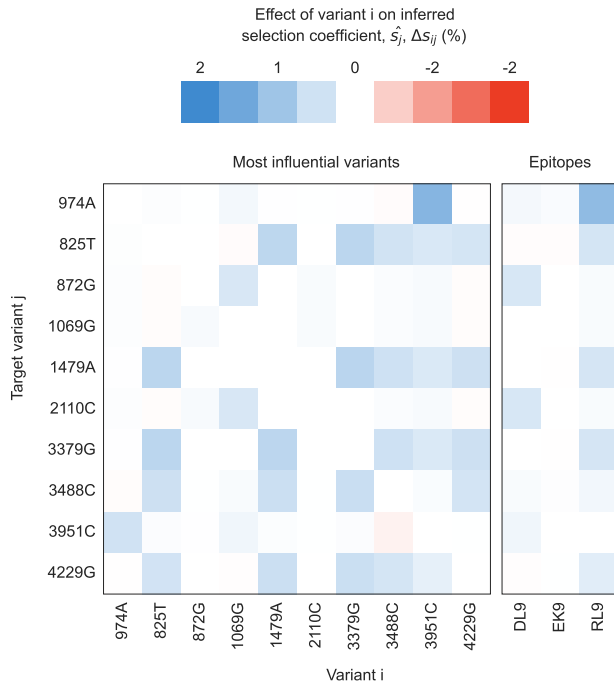 Effect of variant i on inferred
selection coefficient, ŝj, Δsij (%)
2 1 0 -2 -2
Most influential variants Epitopes
Target variant j
974A
825T
872G
1069G
1479A
2110C
3379G
3488C
3951C
4229G
974A 825T 872G 1069G 1479A 2110C 3379G 3488C 3951C 4229G DL9 EK9 RL9
Variant i